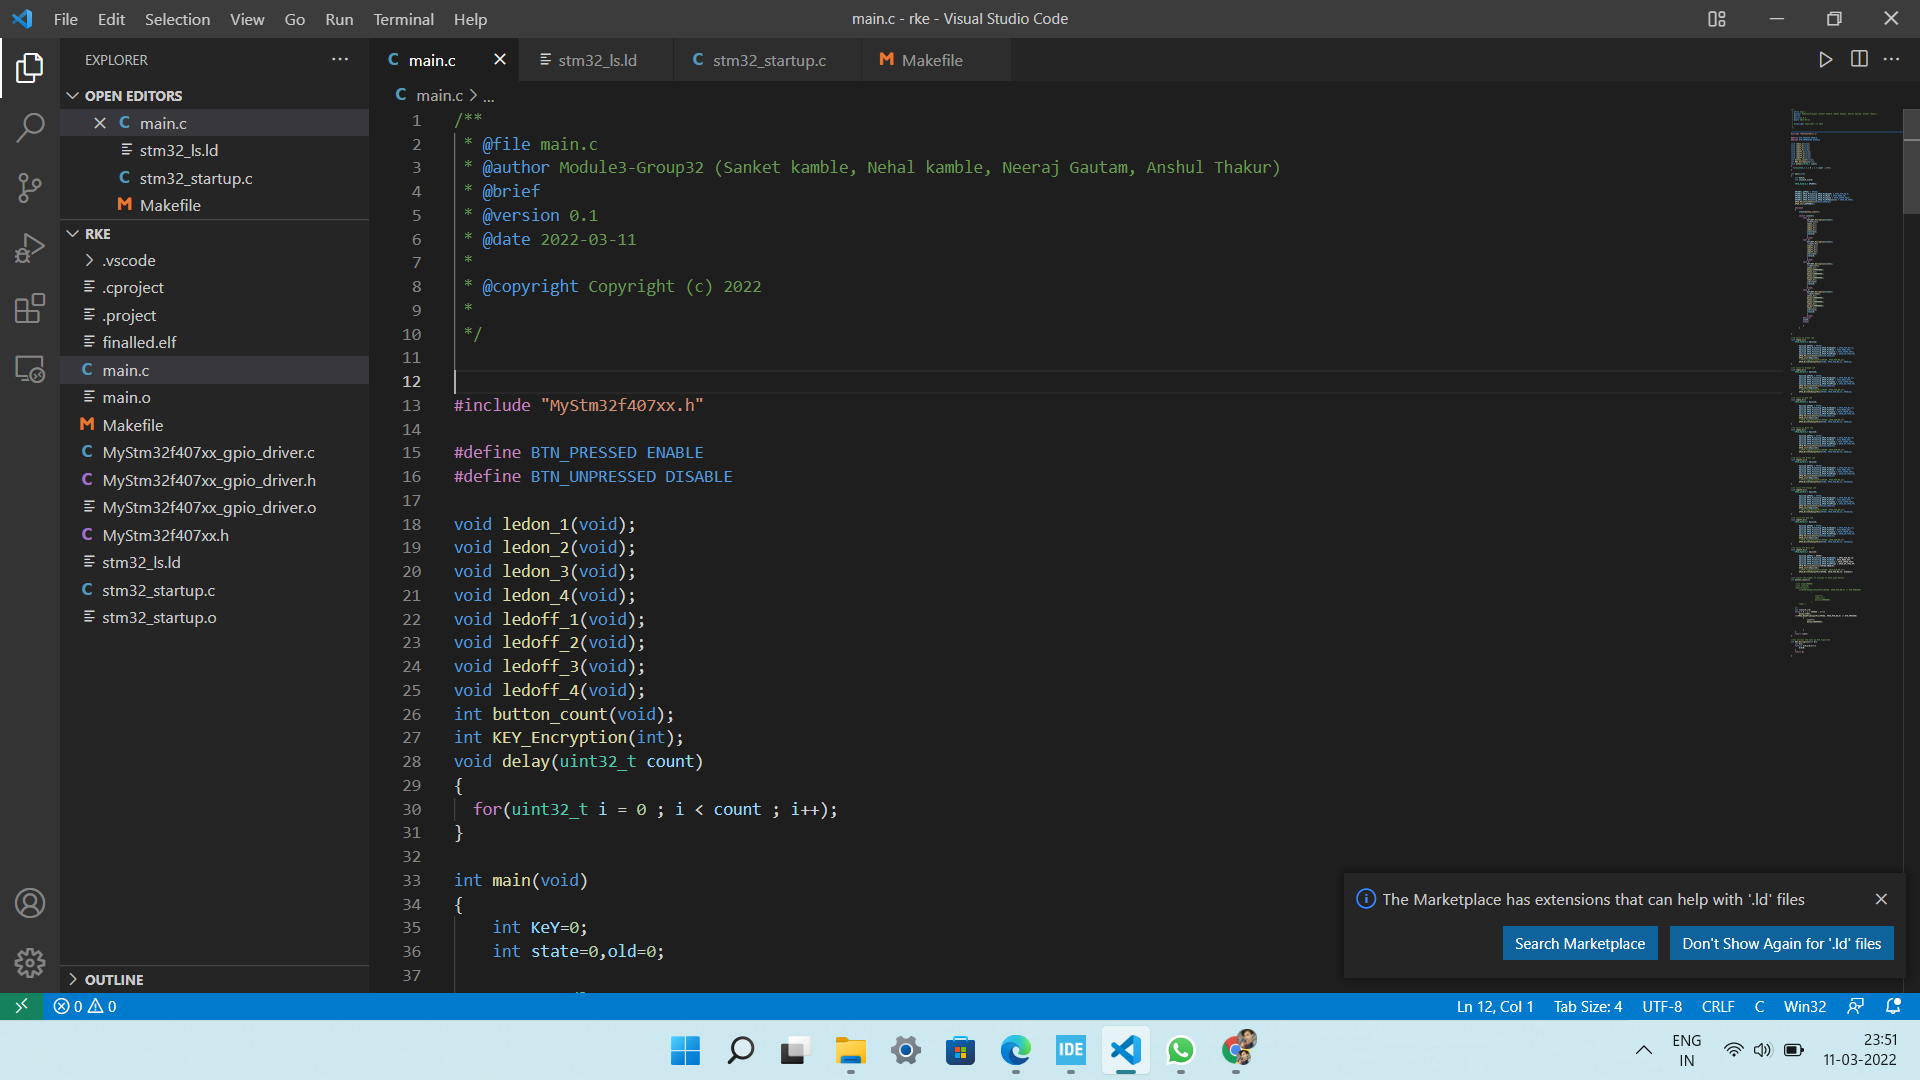 File Edit Selection View Go Run Terminal Help
main.c - rke - Visual Studio Code
EXPLORER
OPEN EDITORS
main.c
stm32_ls.ld
stm32_startup.c
Makefile
RKE
.vscode
.cproject
.project
finalled.elf
main.c
main.o
Makefile
MyStm32f407xx_gpio_driver.c
MyStm32f407xx_gpio_driver.h
MyStm32f407xx_gpio_driver.o
MyStm32f407xx.h
stm32_ls.ld
stm32_startup.c
stm32_startup.o
OUTLINE
main.c stm32_ls.ld stm32_startup.c Makefile
main.c > ...
1 /**
2 * @file main.c
3 * @author Module3-Group32 (Sanket kamble, Nehal kamble, Neeraj Gautam, Anshul Thakur)
4 * @brief
5 * @version 0.1
6 * @date 2022-03-11
7 *
8 * @copyright Copyright (c) 2022
9 *
10 */
11
12
13 #include "MyStm32f407xx.h"
14
15 #define BTN_PRESSED ENABLE
16 #define BTN_UNPRESSED DISABLE
17
18 void ledon_1(void);
19 void ledon_2(void);
20 void ledon_3(void);
21 void ledon_4(void);
22 void ledoff_1(void);
23 void ledoff_2(void);
24 void ledoff_3(void);
25 void ledoff_4(void);
26 int button_count(void);
27 int KEY_Encryption(int);
28 void delay(uint32_t count)
29 {
30 for(uint32_t i = 0 ; i < count ; i++);
31 }
32
33 int main(void)
34 {
35 int KeY=0;
36 int state=0,old=0;
37
The Marketplace has extensions that can help with '.ld' files
Search Marketplace
Don't Show Again for '.ld' files
0 0
Ln 12, Col 1 Tab Size: 4 UTF-8 CRLF C Win32
IDE
ENG
IN
23:51
11-03-2022